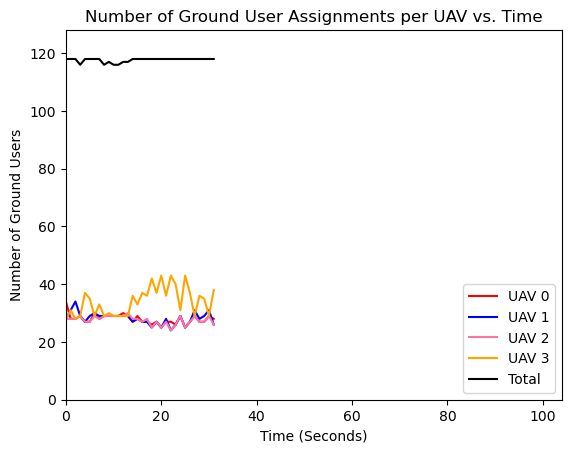 Number of Ground User Assignments per UAV vs. Time
Number of Ground Users
120
100
80
60
40
20
0
0 20 40 60 80 100
Time (Seconds)
UAV 0
UAV 1
UAV 2
UAV 3
Total